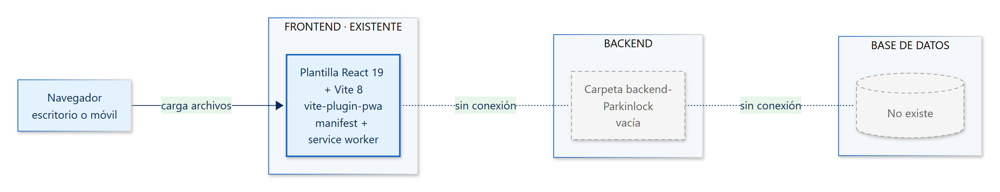 Navegador
escritorio o móvil
carga archivos
FRONTEND · EXISTENTE
Plantilla React 19
+ Vite 8
vite-plugin-pwa
manifest +
service worker
sin conexión
BACKEND
Carpeta backend-
Parkinlock
vacía
sin conexión
BASE DE DATOS
No existe